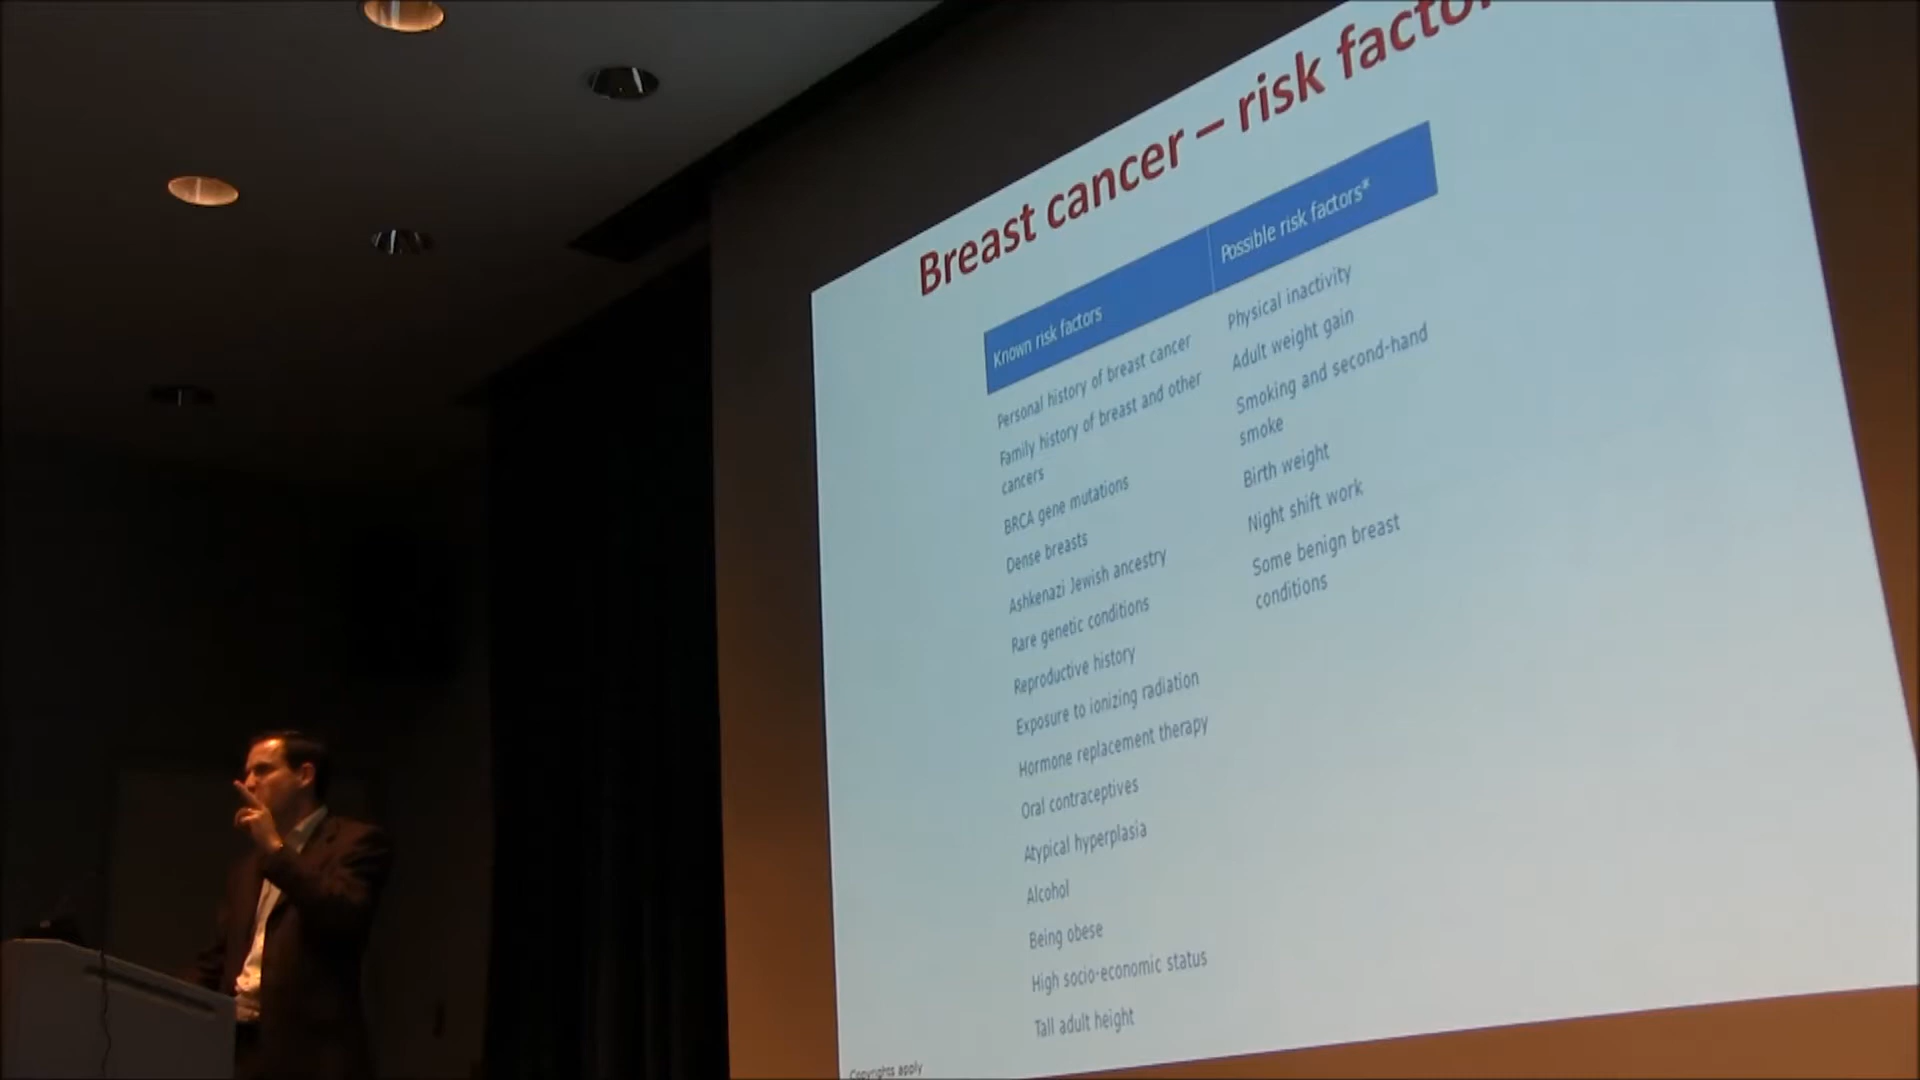 Breast cancer – risk factor
Known risk factors
Possible risk factors*
Personal history of breast cancer
Family history of breast and other
cancers
BRCA gene mutations
Dense breasts
Ashkenazi Jewish ancestry
Rare genetic conditions
Reproductive history
Exposure to ionizing radiation
Hormone replacement therapy
Oral contraceptives
Atypical hyperplasia
Alcohol
Being obese
High socio-economic status
Tall adult height
Physical inactivity
Adult weight gain
Smoking and second-hand
smoke
Birth weight
Night shift work
Some benign breast
conditions
Copyrights apply